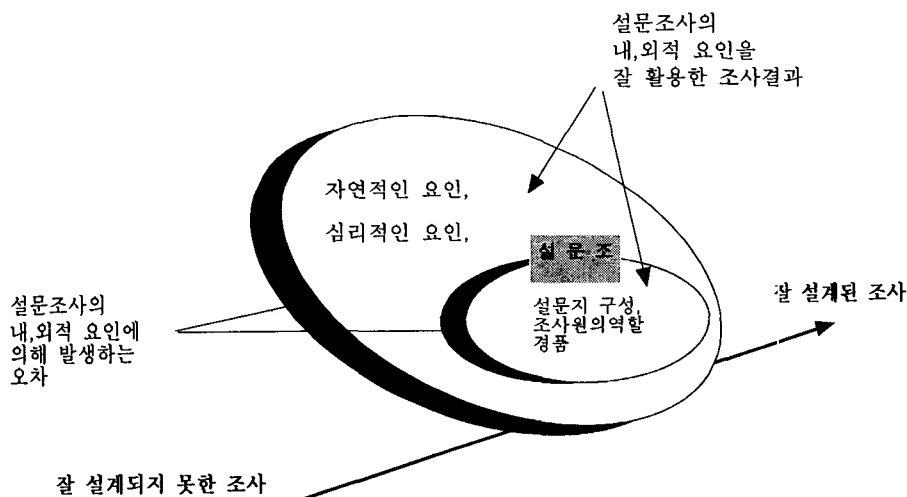 설문조사의
내,외적 요인을
잘 활용한 조사결과
자연적인 요인,
심리적인 요인,
설 문 조
설문지 구성,
조사원의역할
경품
잘 설계된 조사
설문조사의
내,외적 요인에
의해 발생하는
오차
잘 설계되지 못한 조사